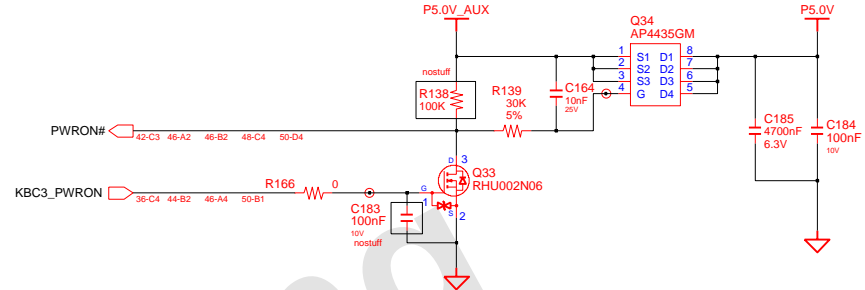 P5.0V_AUX
P5.0V
Q34
AP4435GM
1 S1 D1 8
2 S2 D2 7
3 S3 D3 6
4 G D4 5
nostuff
R138
100K
R139
30K
5%
C164
10nF
25V
C185
4700nF
6.3V
C184
100nF
10V
PWRON#
42-C3 46-A2 46-B2 48-C4 50-D4
D 3
Q33
RHU002N06
G
1
S
2
KBC3_PWRON
36-C4 44-B2 46-A4 50-B1
R166 0
C183
100nF
10V
nostuff